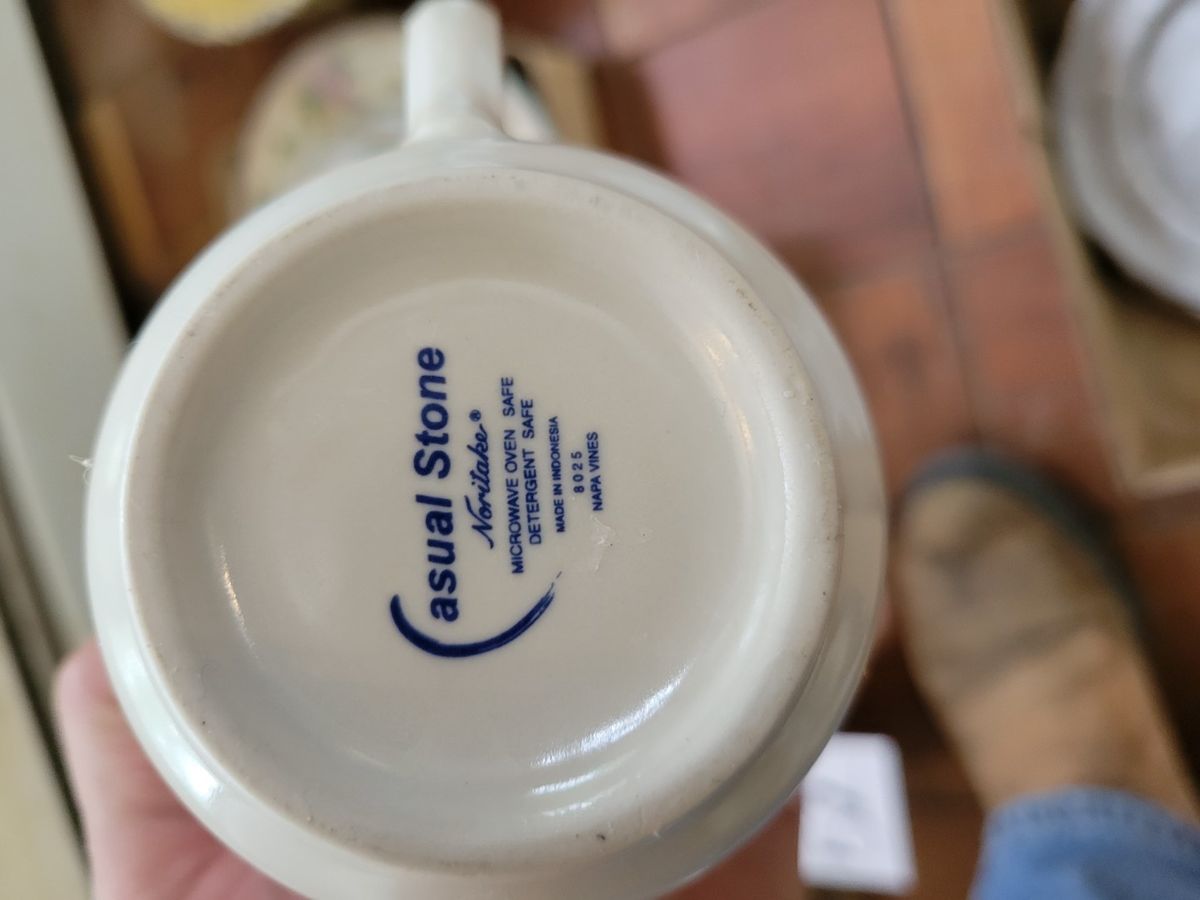 Casual Stone
Noritake®
MICROWAVE OVEN SAFE
DETERGENT SAFE
MADE IN INDONESIA
8025
NAPA VINES